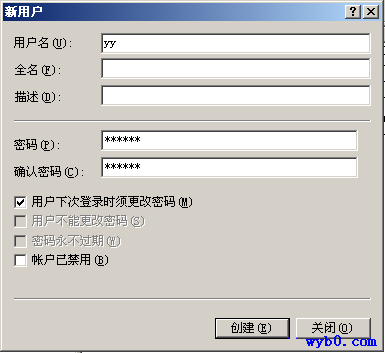 新用户
用户名(U):
yy
全名(F):
描述(D):
密码(P):
******
确认密码(C):
******
用户下次登录时须更改密码(M)
用户不能更改密码(S)
密码永不过期(W)
帐户已禁用(B)
创建(E)
关闭(O)
wyb0.com